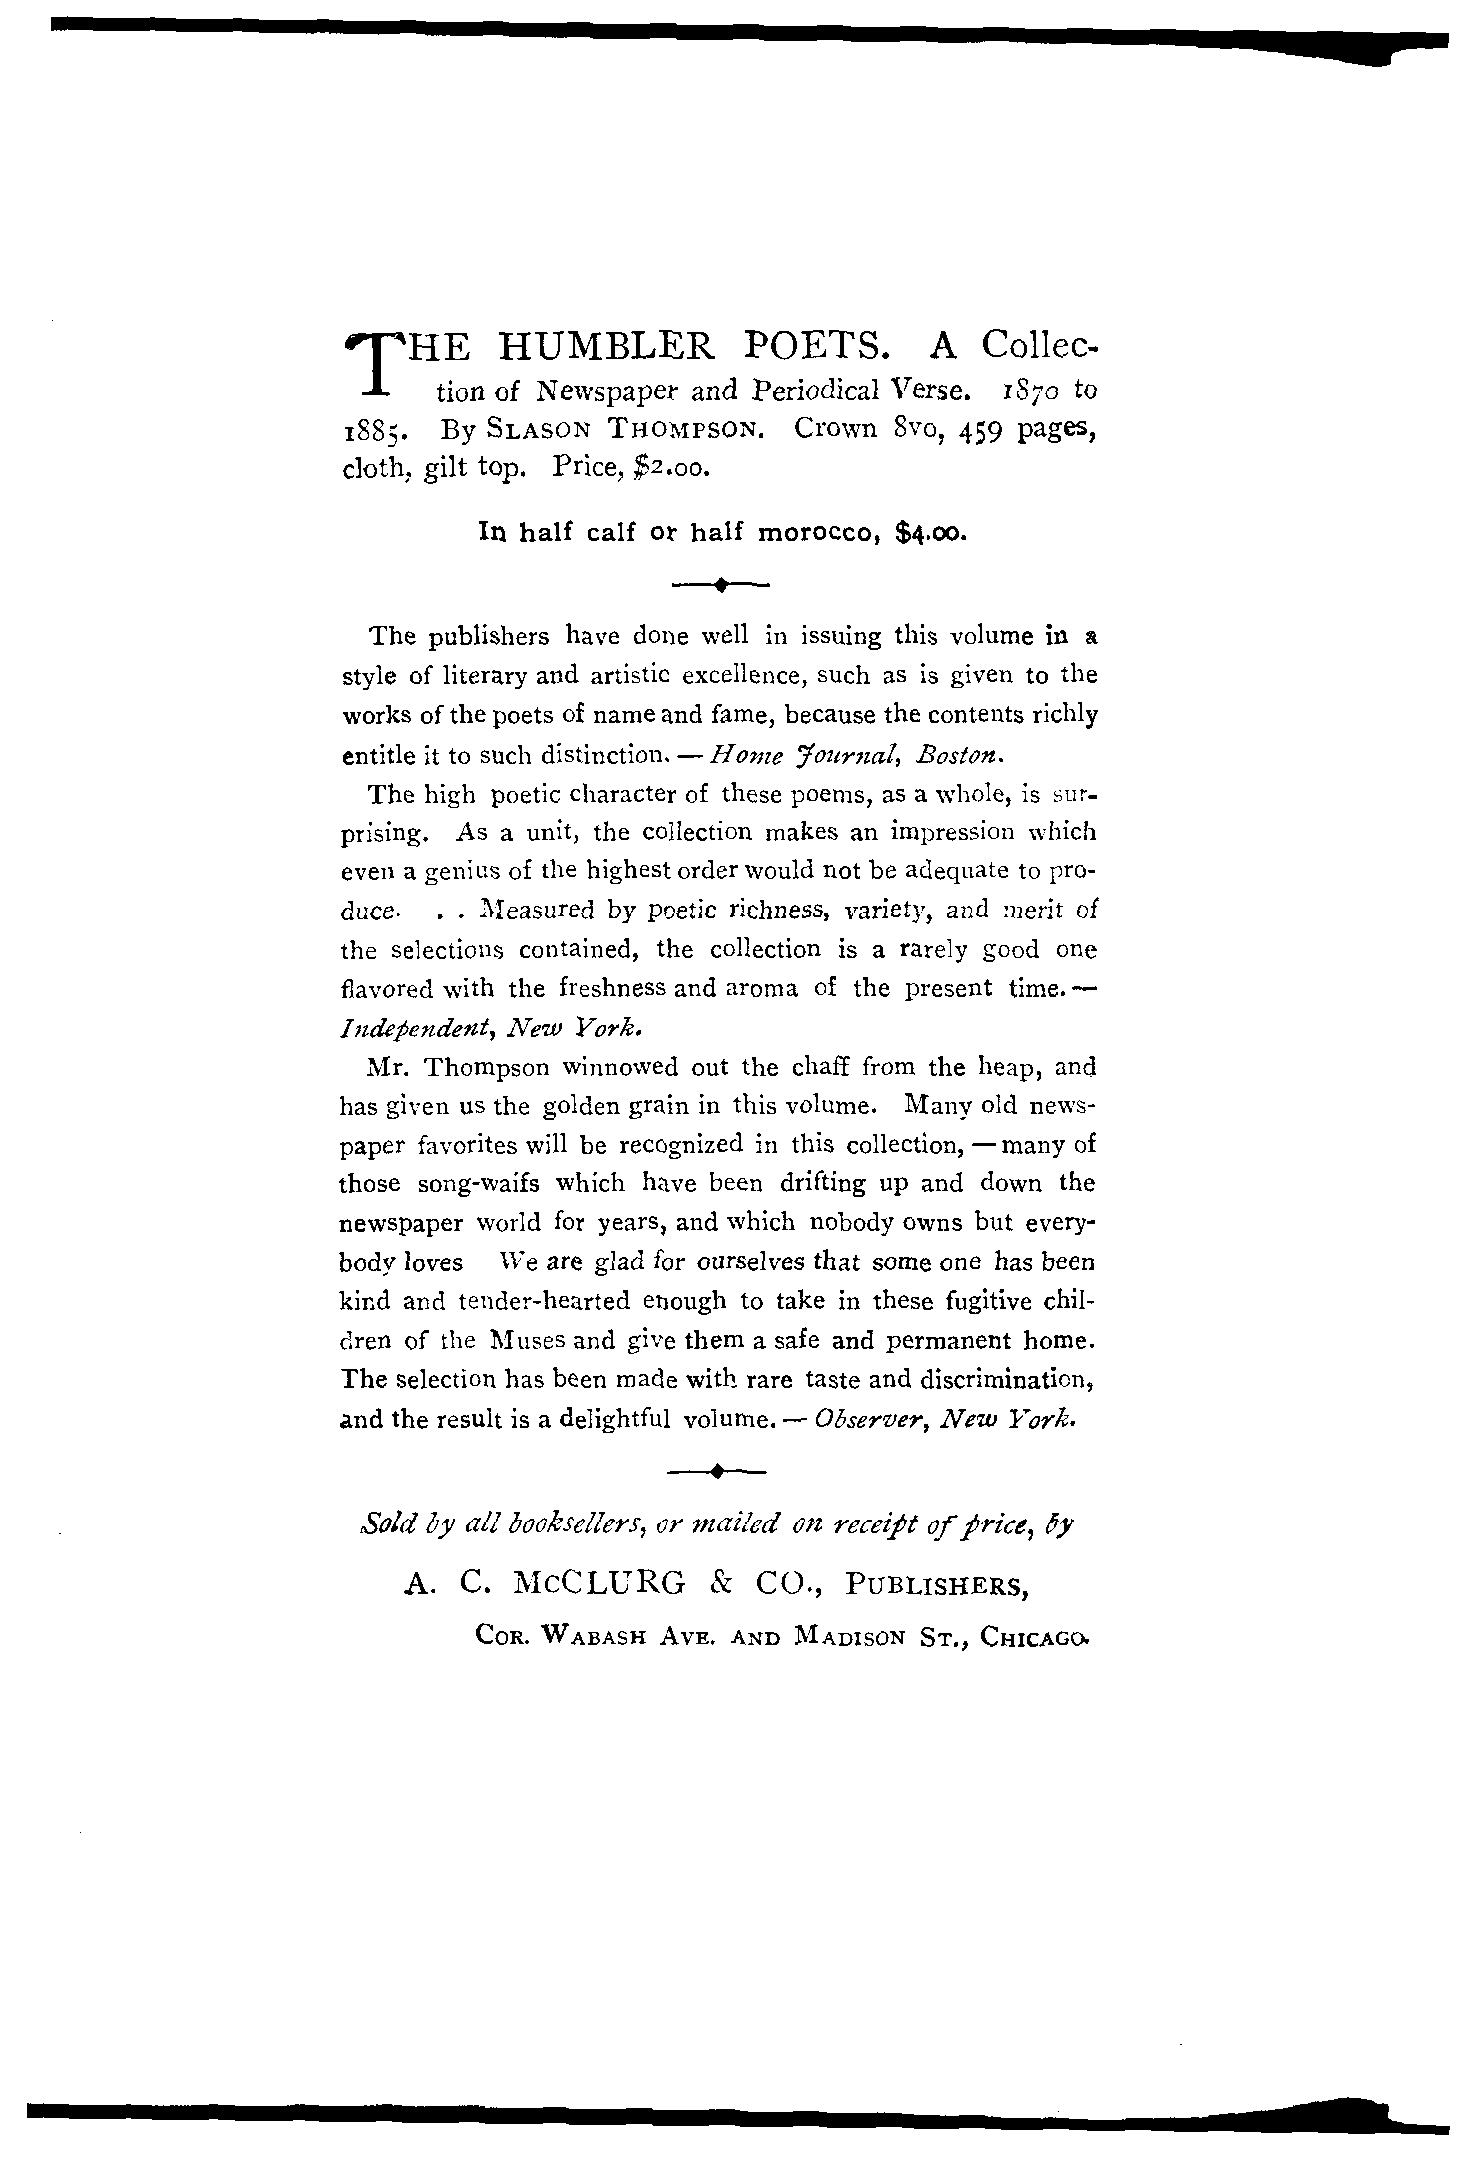 THE HUMBLER POETS. A Collec-
tion of Newspaper and Periodical Verse. 1870 to
1885. By SLASON THOMPSON. Crown 8vo, 459 pages,
cloth, gilt top. Price, $2.00.
In half calf or half morocco, $4.00.
The publishers have done well in issuing this volume in a
style of literary and artistic excellence, such as is given to the
works of the poets of name and fame, because the contents richly
entitle it to such distinction. — Home Journal, Boston.
The high poetic character of these poems, as a whole, is sur-
prising. As a unit, the collection makes an impression which
even a genius of the highest order would not be adequate to pro-
duce. . . Measured by poetic richness, variety, and merit of
the selections contained, the collection is a rarely good one
flavored with the freshness and aroma of the present time. —
Independent, New York.
Mr. Thompson winnowed out the chaff from the heap, and
has given us the golden grain in this volume. Many old news-
paper favorites will be recognized in this collection, — many of
those song-waifs which have been drifting up and down the
newspaper world for years, and which nobody owns but every-
body loves We are glad for ourselves that some one has been
kind and tender-hearted enough to take in these fugitive chil-
dren of the Muses and give them a safe and permanent home.
The selection has been made with rare taste and discrimination,
and the result is a delightful volume. — Observer, New York.
Sold by all booksellers, or mailed on receipt of price, by
A. C. McCLURG & CO., PUBLISHERS,
COR. WABASH AVE. AND MADISON ST., CHICAGO.